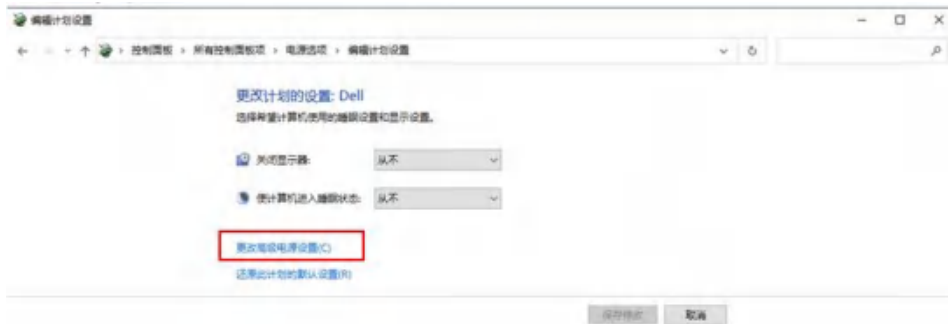 编辑计划设置
控制面板 › 所有控制面板项 › 电源选项 › 编辑计划设置
更改计划的设置: Dell
选择希望计算机使用的睡眠设置和显示设置。
关闭显示器: 从不
使计算机进入睡眠状态: 从不
更改高级电源设置(C)
还原此计划的默认设置(R)
保存修改 取消